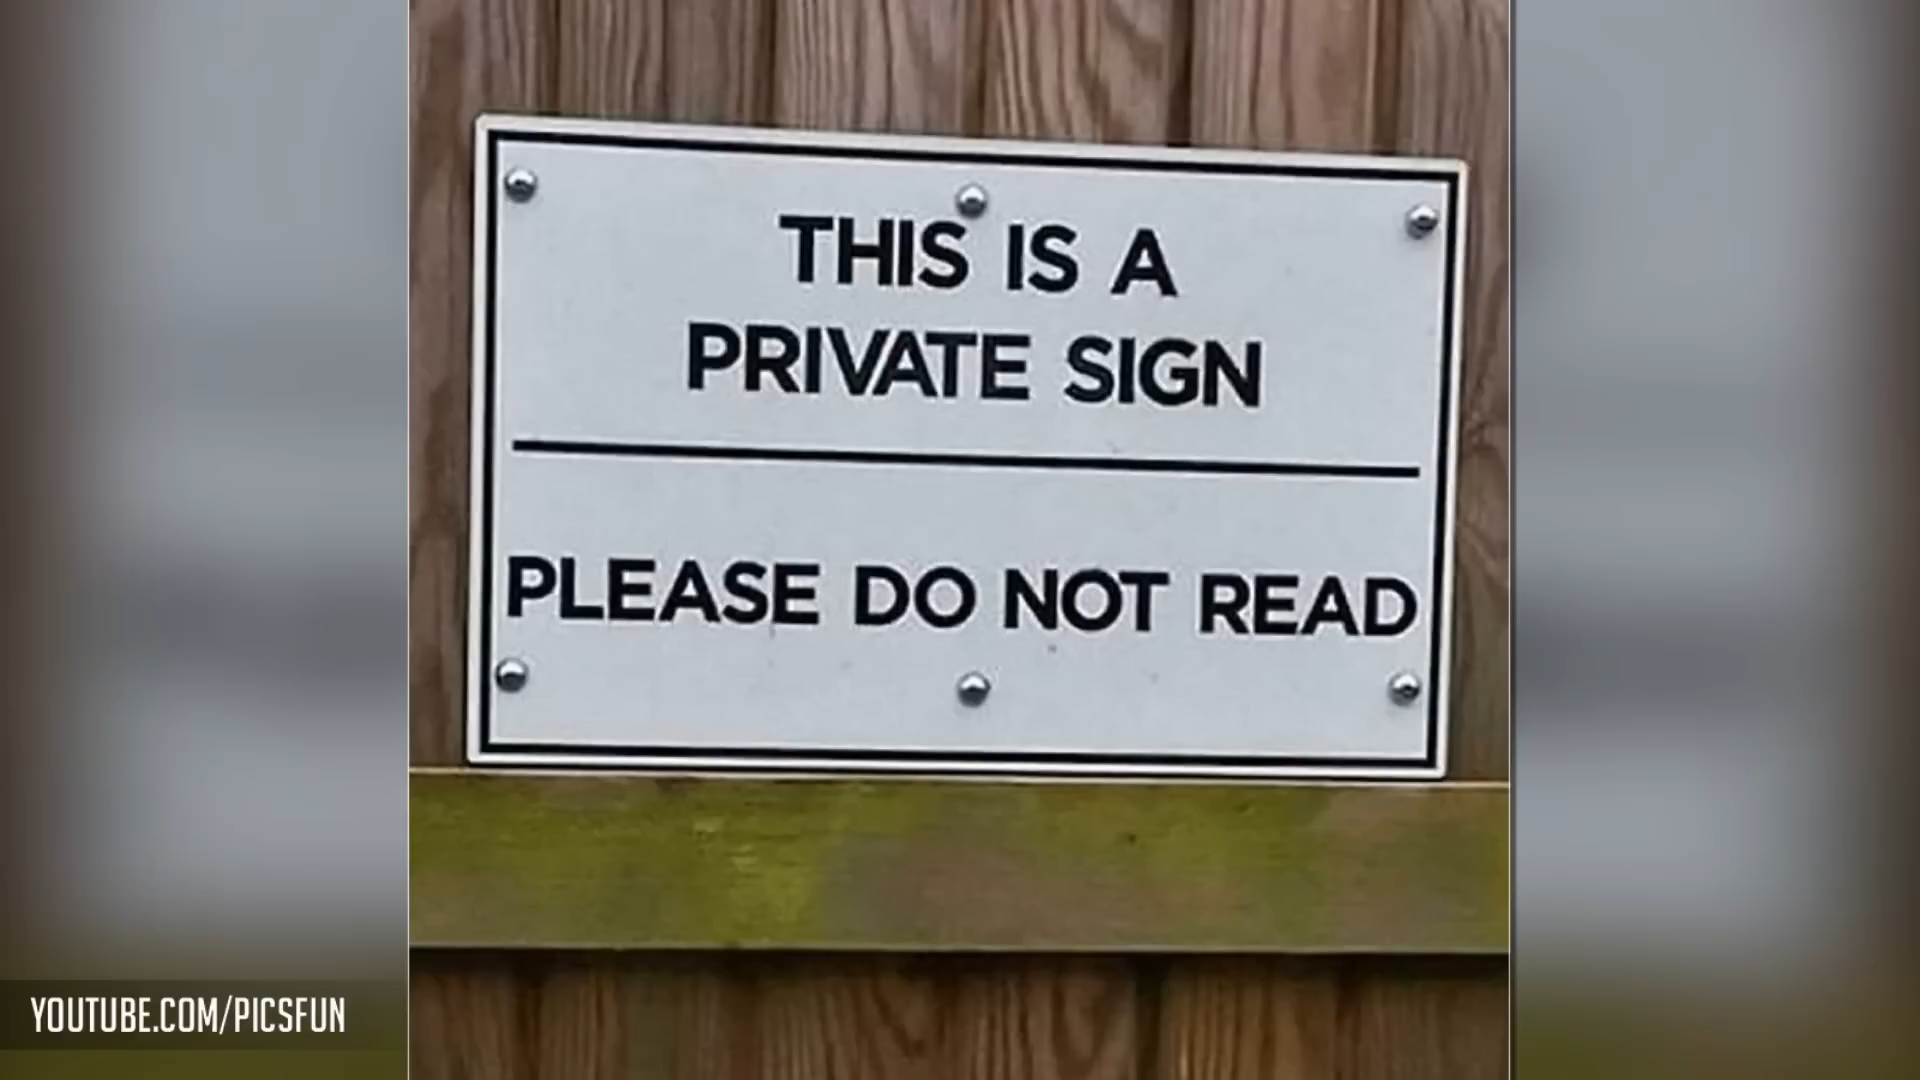 THIS IS A
PRIVATE SIGN
PLEASE DO NOT READ
YOUTUBE.COM/PICSFUN